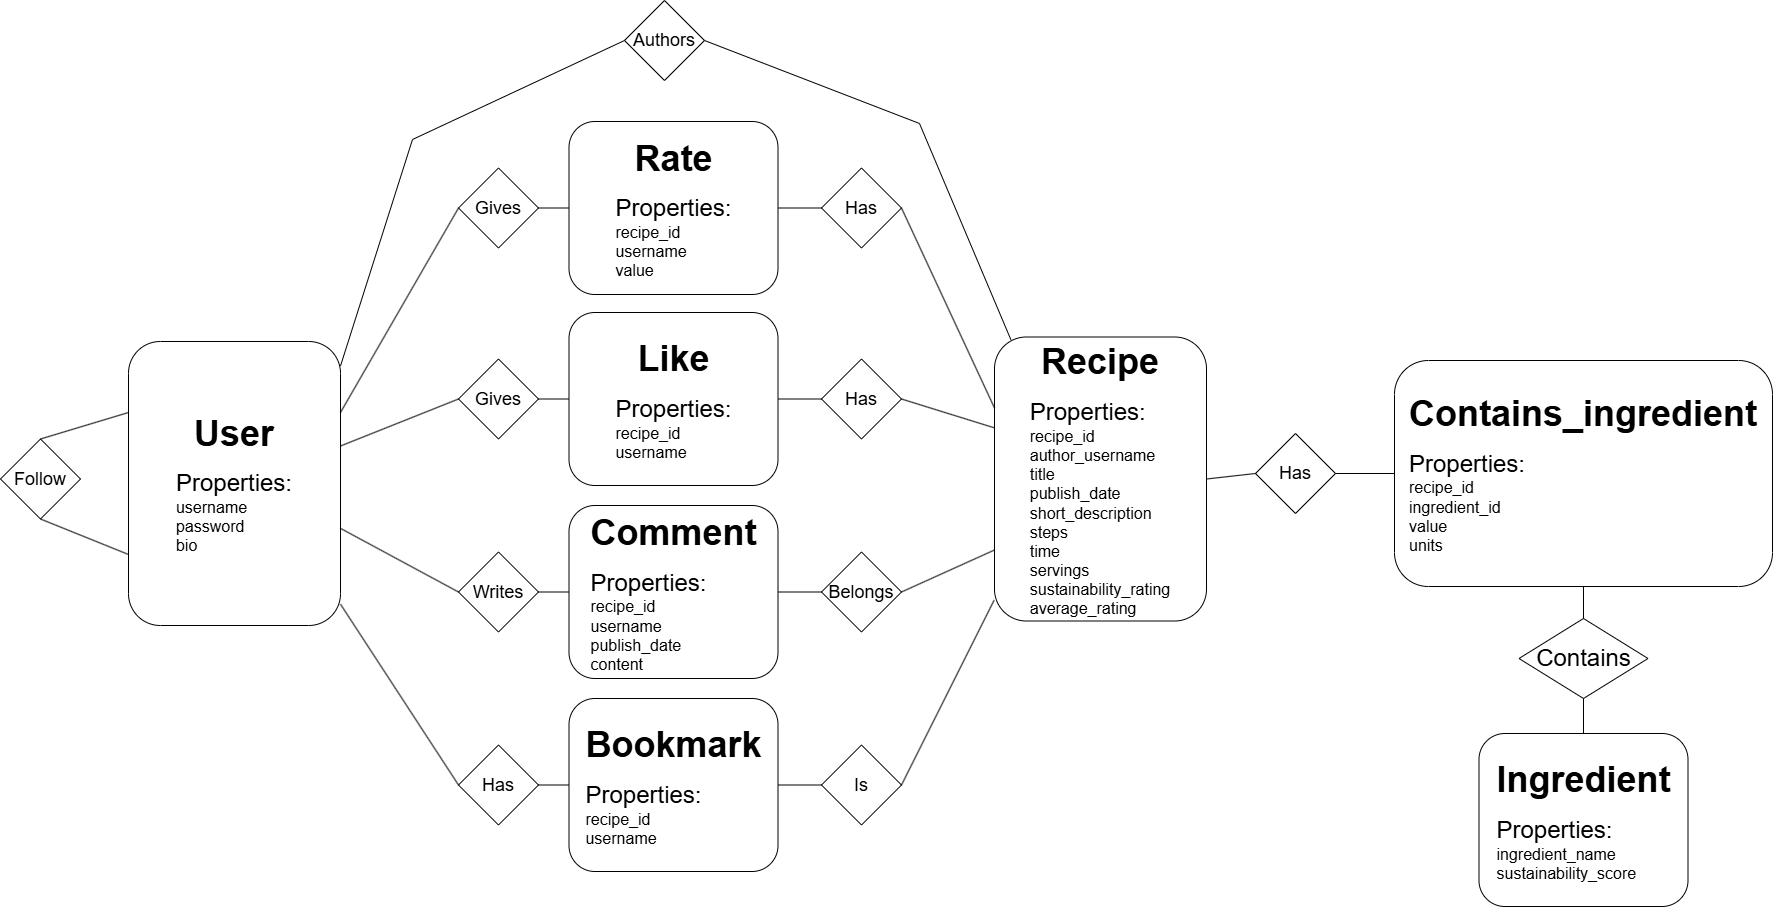 Authors
Rate
Properties:
recipe_id
username
value
Gives
Has
Like
Properties:
recipe_id
username
Gives
Has
User
Properties:
username
password
bio
Follow
Comment
Properties:
recipe_id
username
publish_date
content
Writes
Belongs
Bookmark
Properties:
recipe_id
username
Has
Is
Recipe
Properties:
recipe_id
author_username
title
publish_date
short_description
steps
time
servings
sustainability_rating
average_rating
Has
Contains_ingredient
Properties:
recipe_id
ingredient_id
value
units
Contains
Ingredient
Properties:
ingredient_name
sustainability_score